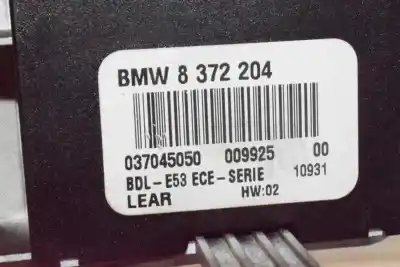 BMW 8 372 204
037045050 009925 00
BDL-E53 ECE-SERIE 10931
LEAR HW:02